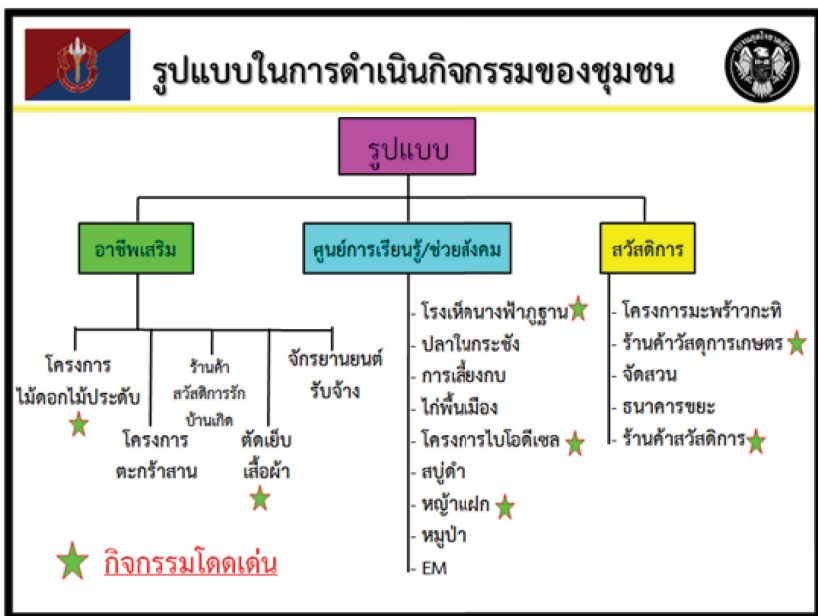 รูปแบบในการดำเนินกิจกรรมของชุมชน
รูปแบบ
อาชีพเสริม
โครงการ
ไม้ดอกไม้ประดับ
โครงการ
ตะกร้าสาน
ร้านค้า
สวัสดิการรัก
บ้านเกิด
ตัดเย็บ
เสื้อผ้า
จักรยานยนต์
รับจ้าง
ศูนย์การเรียนรู้/ช่วยสังคม
- โรงเห็ดนางฟ้าภูฐาน
- ปลาในกระชัง
- การเลี้ยงกบ
- ไก่พื้นเมือง
- โครงการไบโอดีเซล
- สบู่ดำ
- หญ้าแฝก
- หมูป่า
- EM
สวัสดิการ
- โครงการมะพร้าวกะทิ
- ร้านค้าวัสดุการเกษตร
- จัดสวน
- ธนาคารขยะ
- ร้านค้าสวัสดิการ
กิจกรรมโดดเด่น